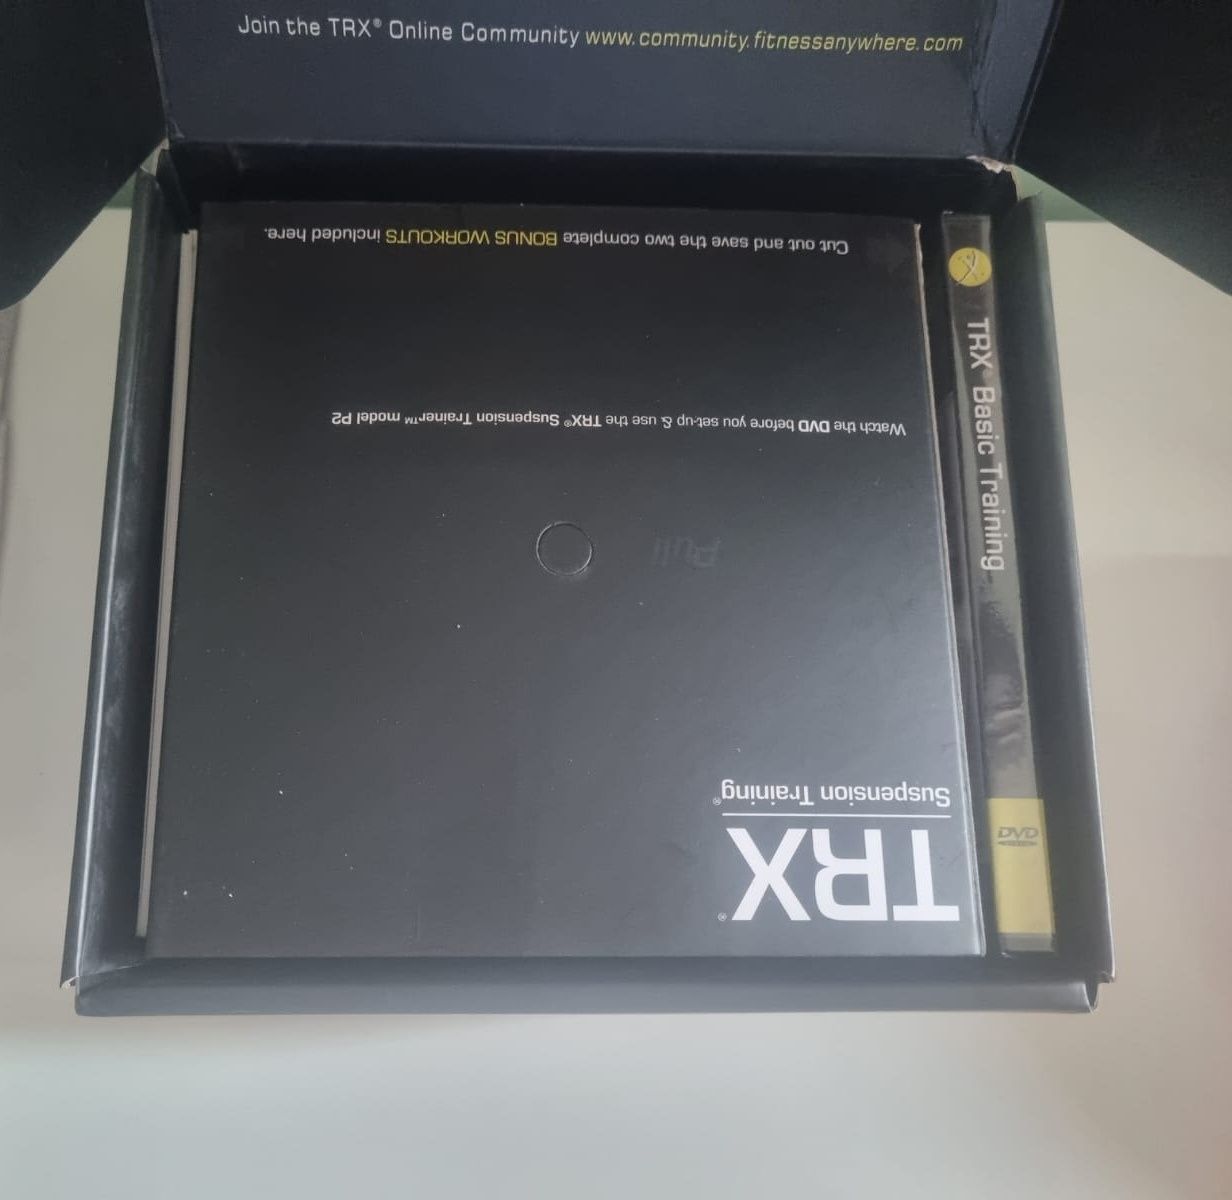 Join the TRX® Online Community www.community.fitnessanywhere.com
TRX®
Suspension Training®
Pull
Watch the DVD before you set-up & use the TRX® Suspension Trainer™ model P2
Cut out and save the two complete BONUS WORKOUTS included here.
TRX Basic Training
DVD